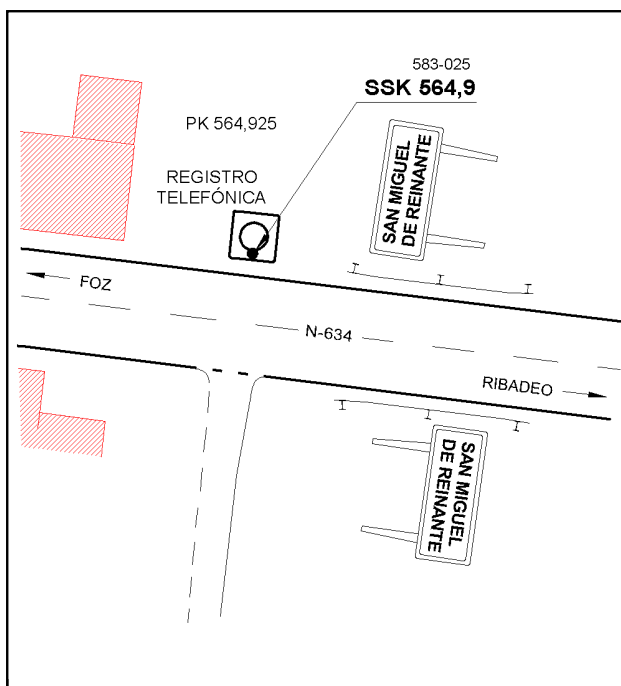 583-025
SSK 564,9
PK 564,925
REGISTRO
TELEFÓNICA
SAN MIGUEL
DE REINANTE
FOZ
N-634
RIBADEO
SAN MIGUEL
DE REINANTE